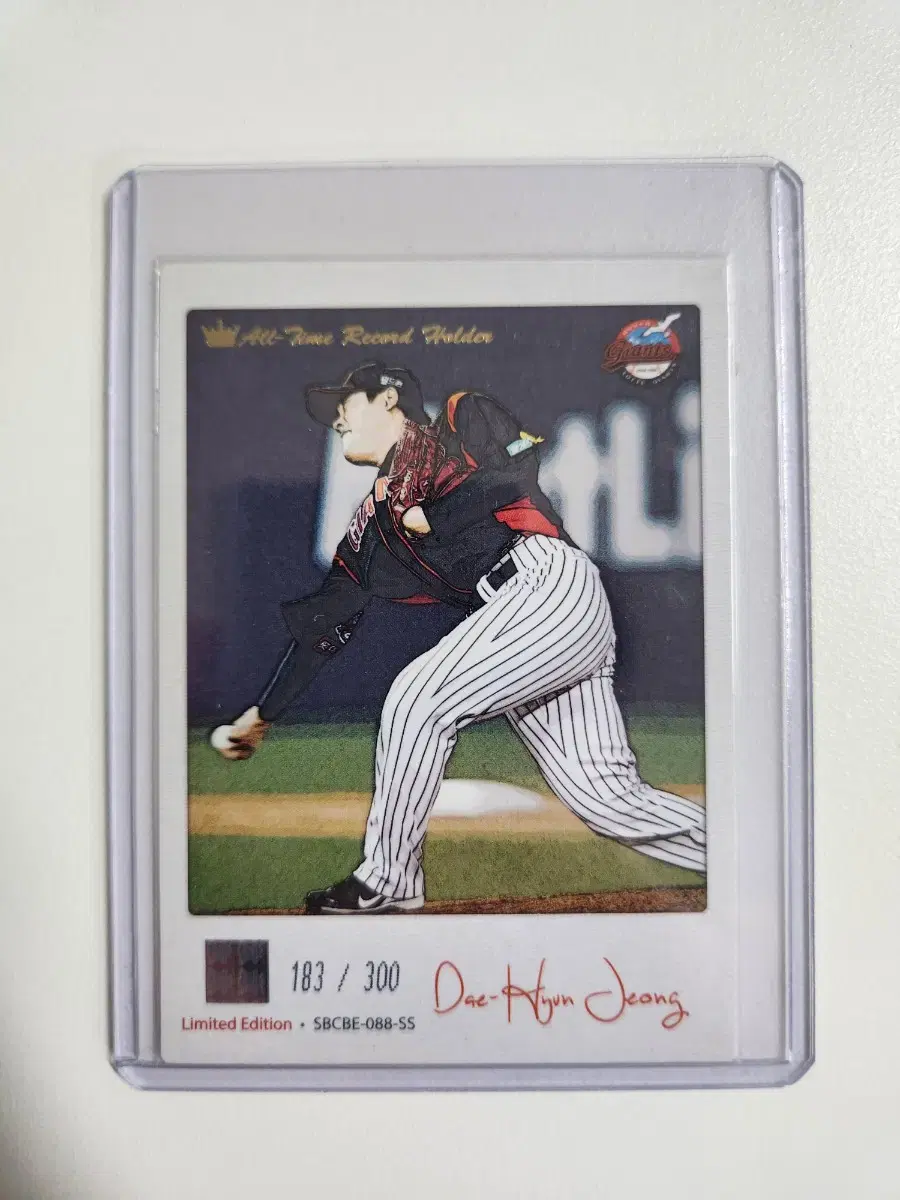 All-Time Record Holder
Giants
183 / 300
Dae-Hyun Jeong
Limited Edition • SBCBE-088-SS